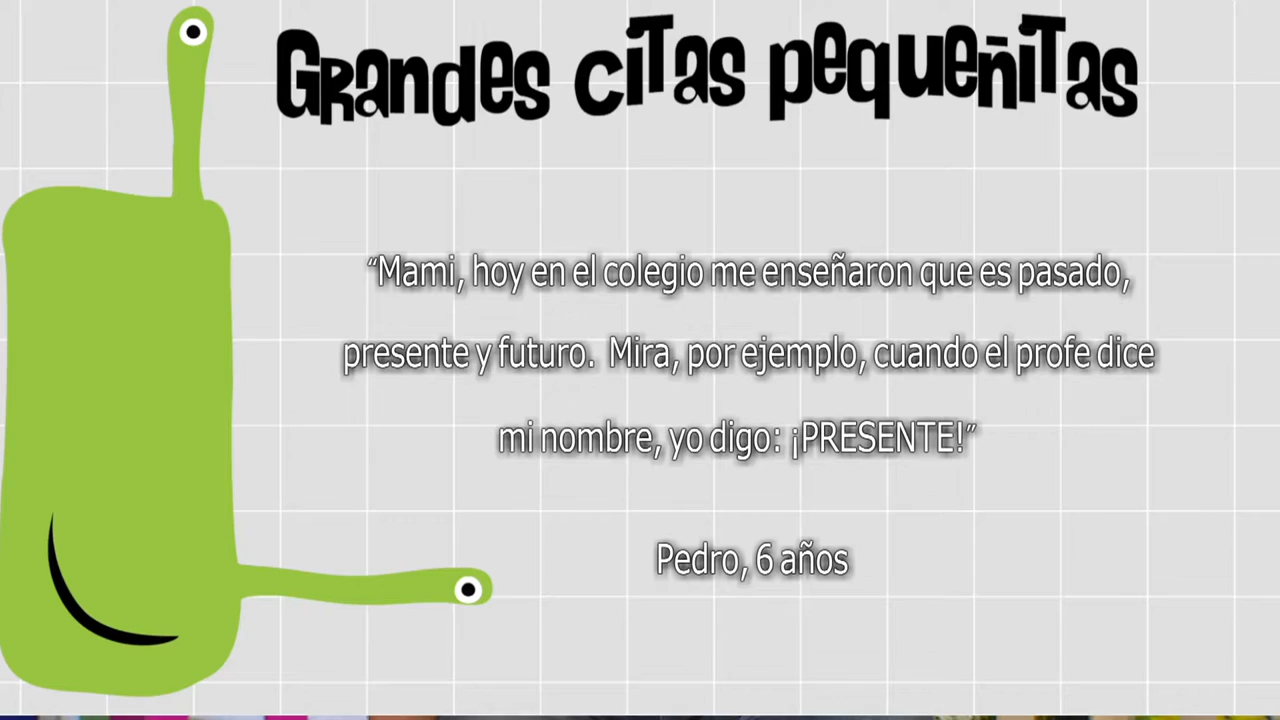 Grandes citas pequeñitas
“Mami, hoy en el colegio me enseñaron que es pasado,
presente y futuro. Mira, por ejemplo, cuando el profe dice
mi nombre, yo digo: ¡PRESENTE!”
Pedro, 6 años